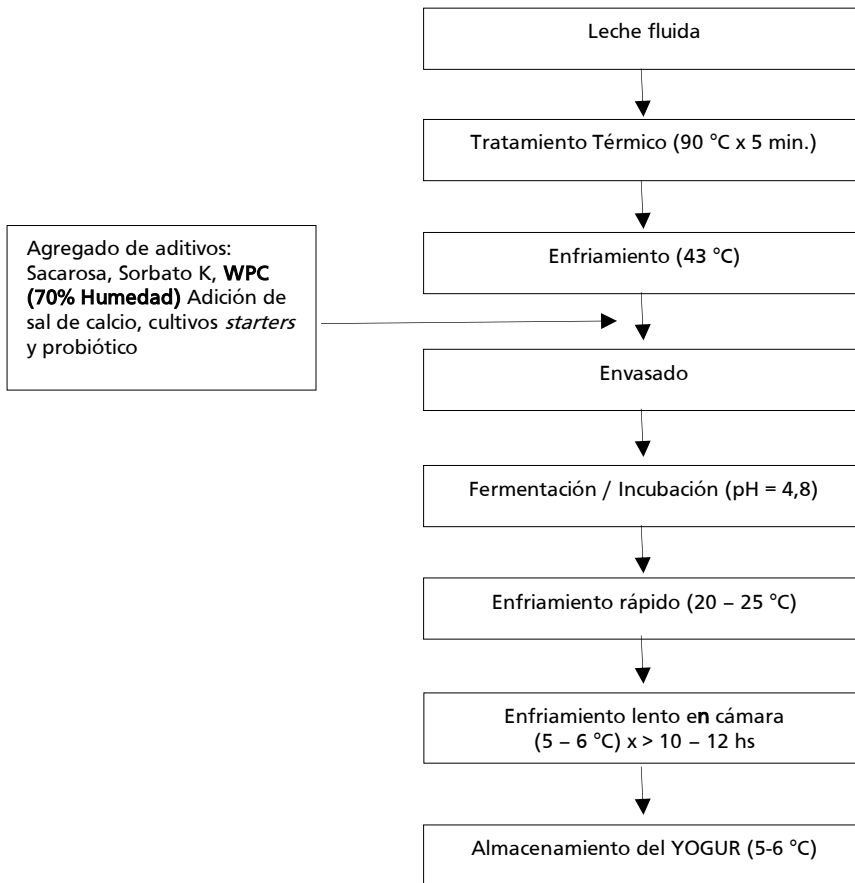 Leche fluida
Tratamiento Térmico (90 °C x 5 min.)
Enfriamiento (43 °C)
Agregado de aditivos:
Sacarosa, Sorbato K, WPC
(70% Humedad) Adición de
sal de calcio, cultivos starters
y probiótico
Envasado
Fermentación / Incubación (pH = 4,8)
Enfriamiento rápido (20 – 25 °C)
Enfriamiento lento en cámara
(5 – 6 °C) x > 10 – 12 hs
Almacenamiento del YOGUR (5-6 °C)